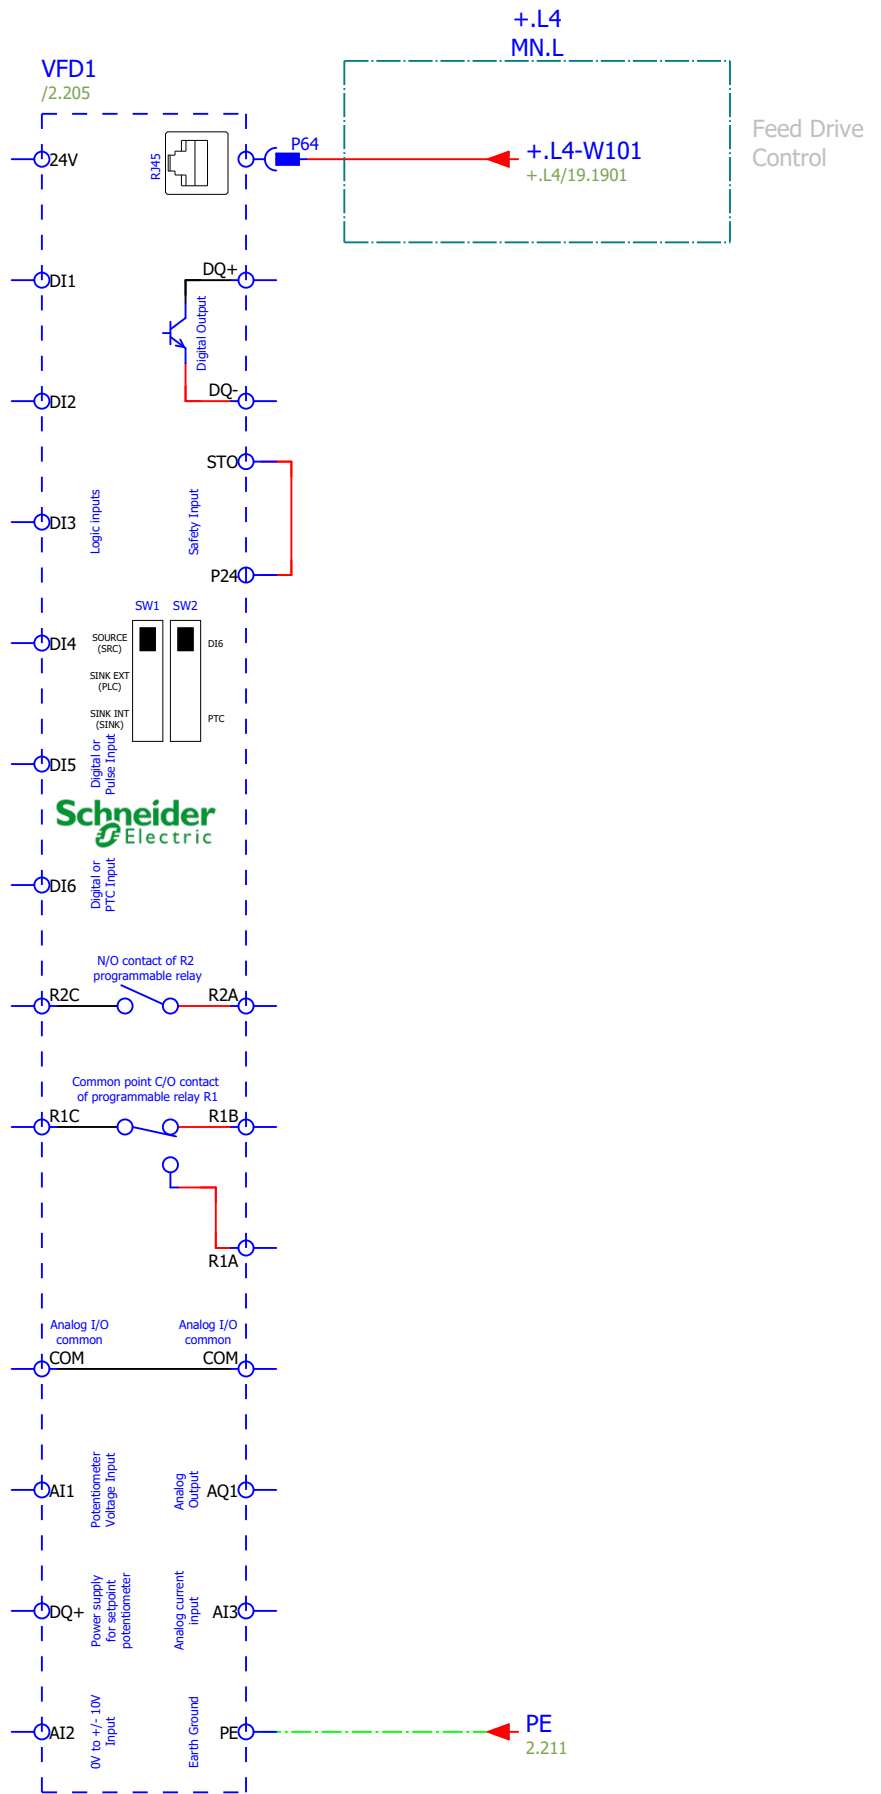 +.L4
MN.L
VFD1
/2.205
Feed Drive
Control
24V
RJ45
P64
+.L4-W101
+.L4/19.1901
DI1
DQ+
Digital Output
DI2
DQ-
STO
DI3
Logic inputs
Safety Input
P24
SW1
SW2
DI4
SOURCE
(SRC)
DI6
SINK EXT
(PLC)
SINK INT
(SINK)
PTC
DI5
Digital or
Pulse Input
Schneider
Electric
DI6
Digital or
PTC Input
N/O contact of R2
programmable relay
R2C
R2A
Common point C/O contact
of programmable relay R1
R1C
R1B
R1A
Analog I/O
common
Analog I/O
common
COM
COM
AI1
Potentiometer
Voltage Input
Analog
Output
AQ1
DQ+
Power supply
for setpoint
potentiometer
Analog current
input
AI3
AI2
0V to +/- 10V
Input
Earth Ground
PE
PE
2.211